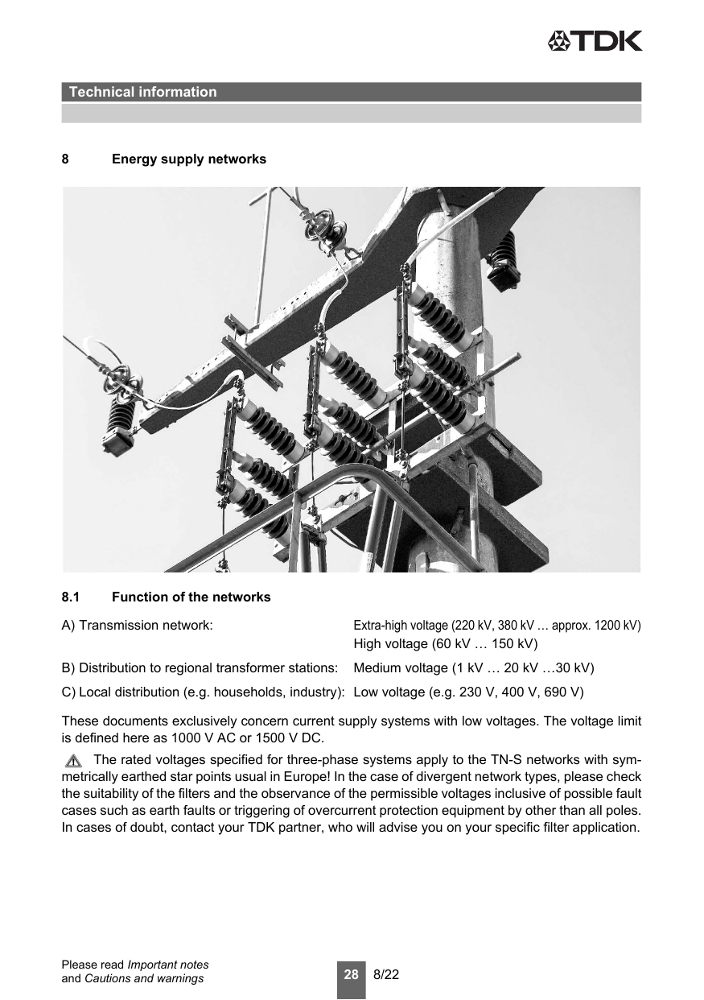 TDK
Technical information
8 Energy supply networks
8.1 Function of the networks
A) Transmission network: Extra-high voltage (220 kV, 380 kV … approx. 1200 kV)
High voltage (60 kV … 150 kV)
B) Distribution to regional transformer stations: Medium voltage (1 kV … 20 kV …30 kV)
C) Local distribution (e.g. households, industry): Low voltage (e.g. 230 V, 400 V, 690 V)
These documents exclusively concern current supply systems with low voltages. The voltage limit
is defined here as 1000 V AC or 1500 V DC.
The rated voltages specified for three-phase systems apply to the TN-S networks with sym-
metrically earthed star points usual in Europe! In the case of divergent network types, please check
the suitability of the filters and the observance of the permissible voltages inclusive of possible fault
cases such as earth faults or triggering of overcurrent protection equipment by other than all poles.
In cases of doubt, contact your TDK partner, who will advise you on your specific filter application.
Please read Important notes
and Cautions and warnings
28 8/22